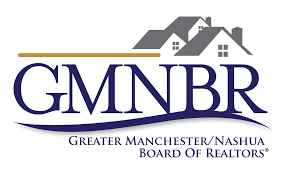 GMNBR
GREATER MANCHESTER/NASHUA
BOARD OF REALTORS®